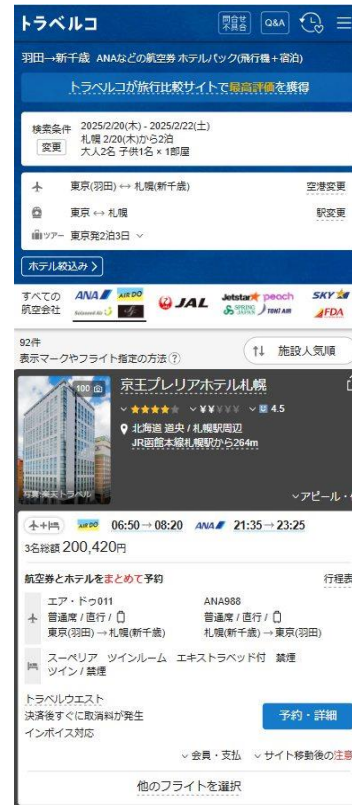 トラベルコ
問合せ
不具合
Q&A
羽田→新千歳 ANAなどの航空券 ホテルパック(飛行機+宿泊)
トラベルコが旅行比較サイトで最高評価を獲得
検索条件 2025/2/20(木) - 2025/2/22(土)
変更 札幌 2/20(木)から2泊
大人2名 子供1名 × 1部屋
東京(羽田) ↔ 札幌(新千歳) 空港変更
東京 ↔ 札幌 駅変更
ツアー 東京発2泊3日
ホテル絞込み
すべての
航空会社
ANA AIR DO JAL Jetstar peach SKY
SPRING JAPAN TOKI AIR FDA
92件
表示マークやフライト指定の方法?
↑↓ 施設人気順
100
京王プレリアホテル札幌
★★★★★ ¥¥¥¥¥ 4.5
北海道 道央 / 札幌駅周辺
JR函館本線札幌駅から264m
写真:楽天トラベル
アピール・
AIR DO 06:50→08:20 ANA 21:35→23:25
3名総額 200,420円
航空券とホテルをまとめて予約 行程表
エア・ドゥ011 ANA988
普通席 / 直行 / 普通席 / 直行 /
東京(羽田)→札幌(新千歳) 札幌(新千歳)→東京(羽田)
スーペリア ツインルーム エキストラベッド付 禁煙
ツイン / 禁煙
トラベルウエスト
決済後すぐに取消料が発生
インボイス対応
予約・詳細
会員・支払 サイト移動後の注意
他のフライトを選択